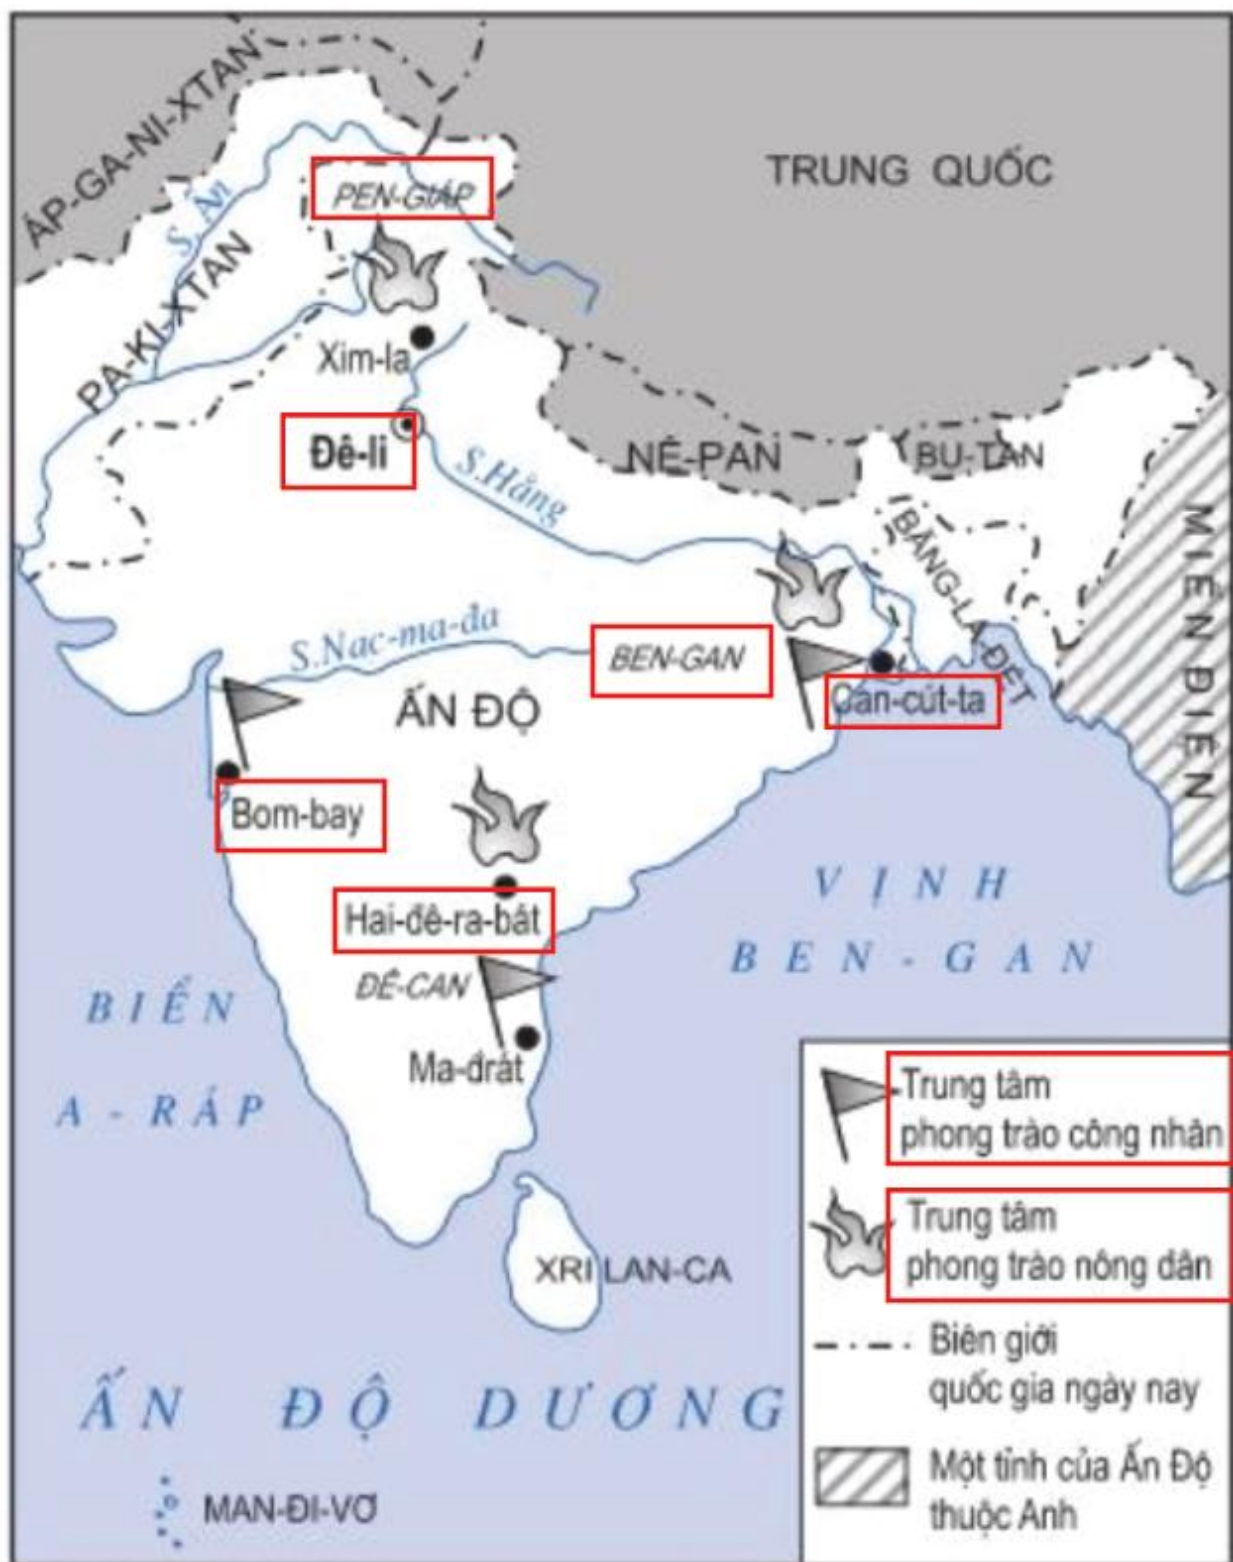 ÁP-GA-NI-XTAN
TRUNG QUỐC
PEN-GIÁP
S. Ấn
PA-KI-XTAN
Xim-la
Đê-li
S.Hằng
NÊ-PAN
BU-TAN
BĂNG-LA-ĐÉT
MIẾN ĐIỆN
S.Nac-ma-đa
BEN-GAN
Can-cút-ta
ẤN ĐỘ
Bom-bay
Hai-đê-ra-bát
ĐÊ-CAN
Ma-đrát
VỊNH
BEN-GAN
BIỂN
A-RÁP
XRI LAN-CA
ẤN ĐỘ DƯƠNG
MAN-ĐI-VƠ
Trung tâm
phong trào công nhân
Trung tâm
phong trào nông dân
Biên giới
quốc gia ngày nay
Một tỉnh của Ấn Độ
thuộc Anh